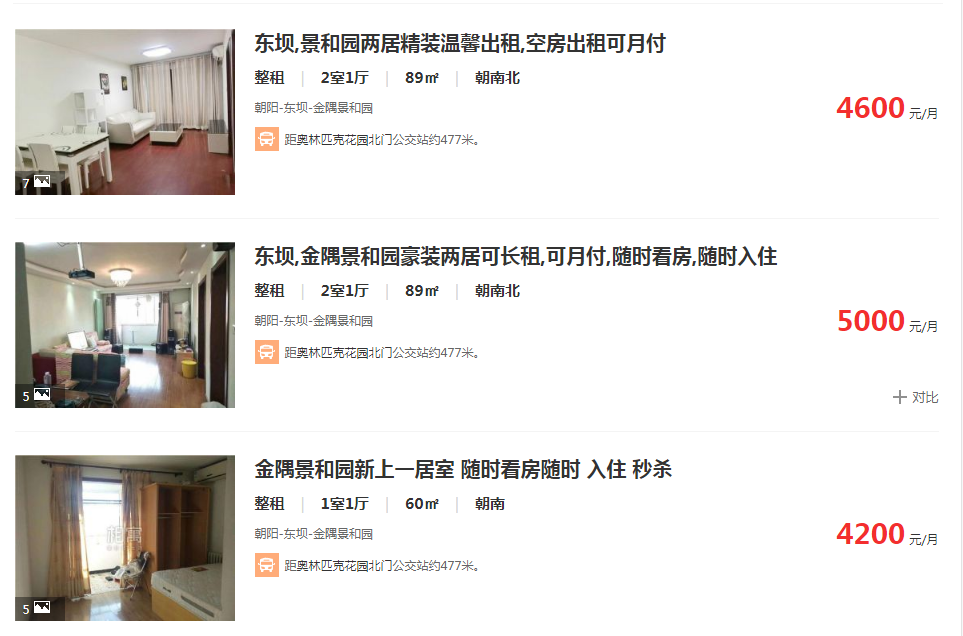 东坝,景和园两居精装温馨出租,空房出租可月付
整租 | 2室1厅 | 89㎡ | 朝南北
朝阳-东坝-金隅景和园
4600 元/月
距奥林匹克花园北门公交站约477米。
7
东坝,金隅景和园豪装两居可长租,可月付,随时看房,随时入住
整租 | 2室1厅 | 89㎡ | 朝南北
朝阳-东坝-金隅景和园
5000 元/月
距奥林匹克花园北门公交站约477米。
5
对比
金隅景和园新上一居室 随时看房随时 入住 秒杀
整租 | 1室1厅 | 60㎡ | 朝南
朝阳-东坝-金隅景和园
4200 元/月
距奥林匹克花园北门公交站约477米。
5